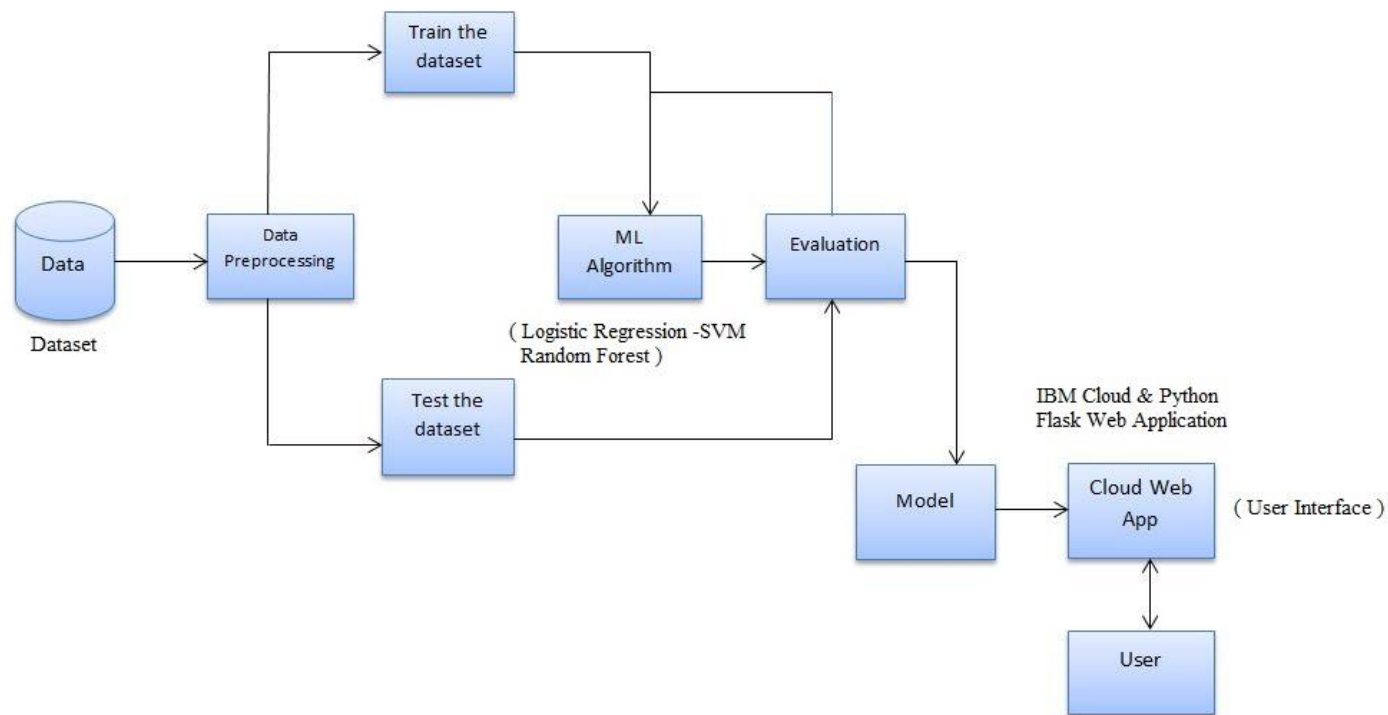 Train the
dataset
Data
Dataset
Data
Preprocessing
ML
Algorithm
( Logistic Regression -SVM
Random Forest )
Evaluation
Test the
dataset
Model
IBM Cloud & Python
Flask Web Application
Cloud Web
App
( User Interface )
User